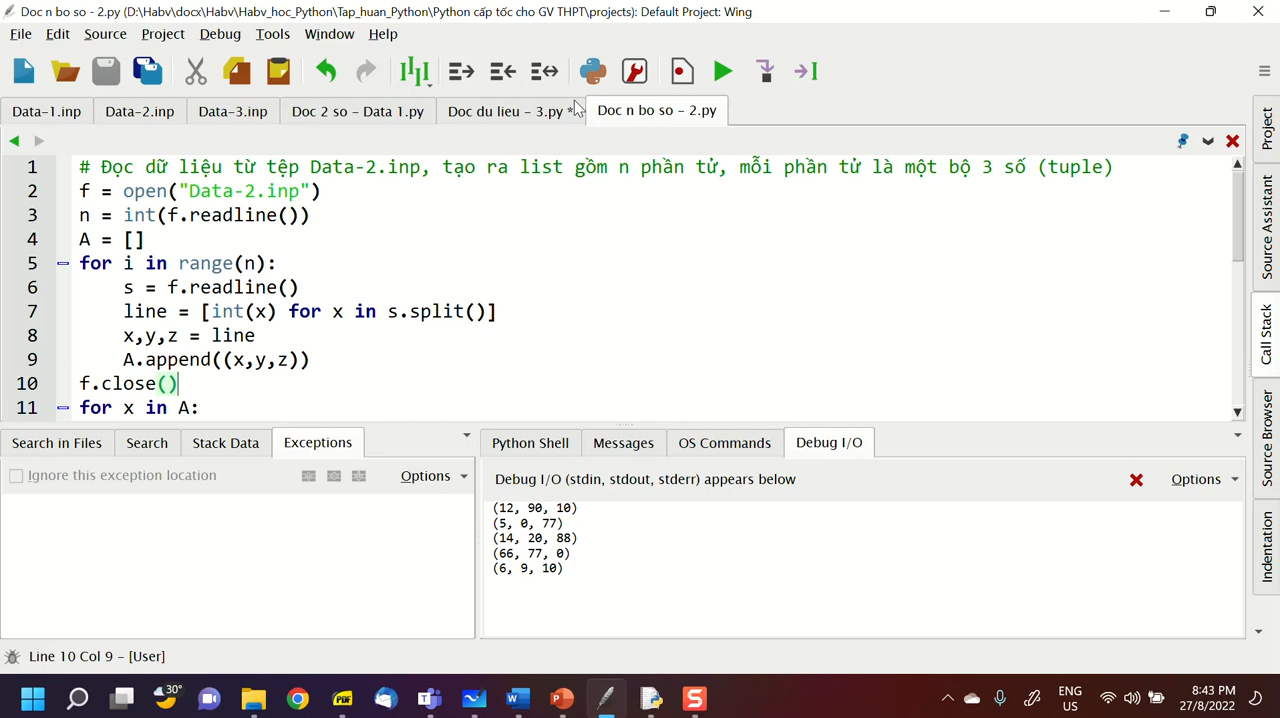 Doc n bo so - 2.py (D:\Habv\docx\Habv\Habv_hoc_Python\Tap_huan_Python\Python cấp tốc cho GV THPT\projects): Default Project: Wing
File Edit Source Project Debug Tools Window Help
Data-1.inp Data-2.inp Data-3.inp Doc 2 so - Data 1.py Doc du lieu - 3.py * Doc n bo so - 2.py
1 # Đọc dữ liệu từ tệp Data-2.inp, tạo ra list gồm n phần tử, mỗi phần tử là một bộ 3 số (tuple)
2 f = open("Data-2.inp")
3 n = int(f.readline())
4 A = []
5 for i in range(n):
6 s = f.readline()
7 line = [int(x) for x in s.split()]
8 x,y,z = line
9 A.append((x,y,z))
10 f.close()
11 for x in A:
Project
Source Assistant
Call Stack
Source Browser
Indentation
Search in Files Search Stack Data Exceptions
Ignore this exception location Options
Python Shell Messages OS Commands Debug I/O
Debug I/O (stdin, stdout, stderr) appears below Options
(12, 90, 10)
(5, 0, 77)
(14, 20, 88)
(66, 77, 0)
(6, 9, 10)
Line 10 Col 9 - [User]
30°
PDF
ENG
US
8:43 PM
27/8/2022